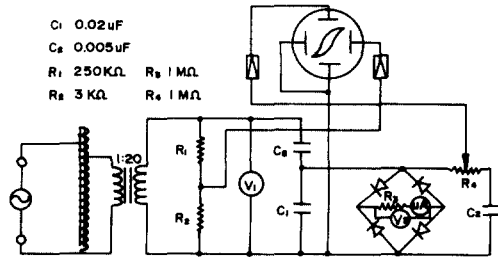 C₁ 0.02uF
C₂ 0.005uF
R₁ 250KΩ R₃ 1MΩ
R₂ 3KΩ R₄ 1MΩ
1:20
R₁
V₁
R₂
C₁
R₃
R₄
μA
V₂
C₂